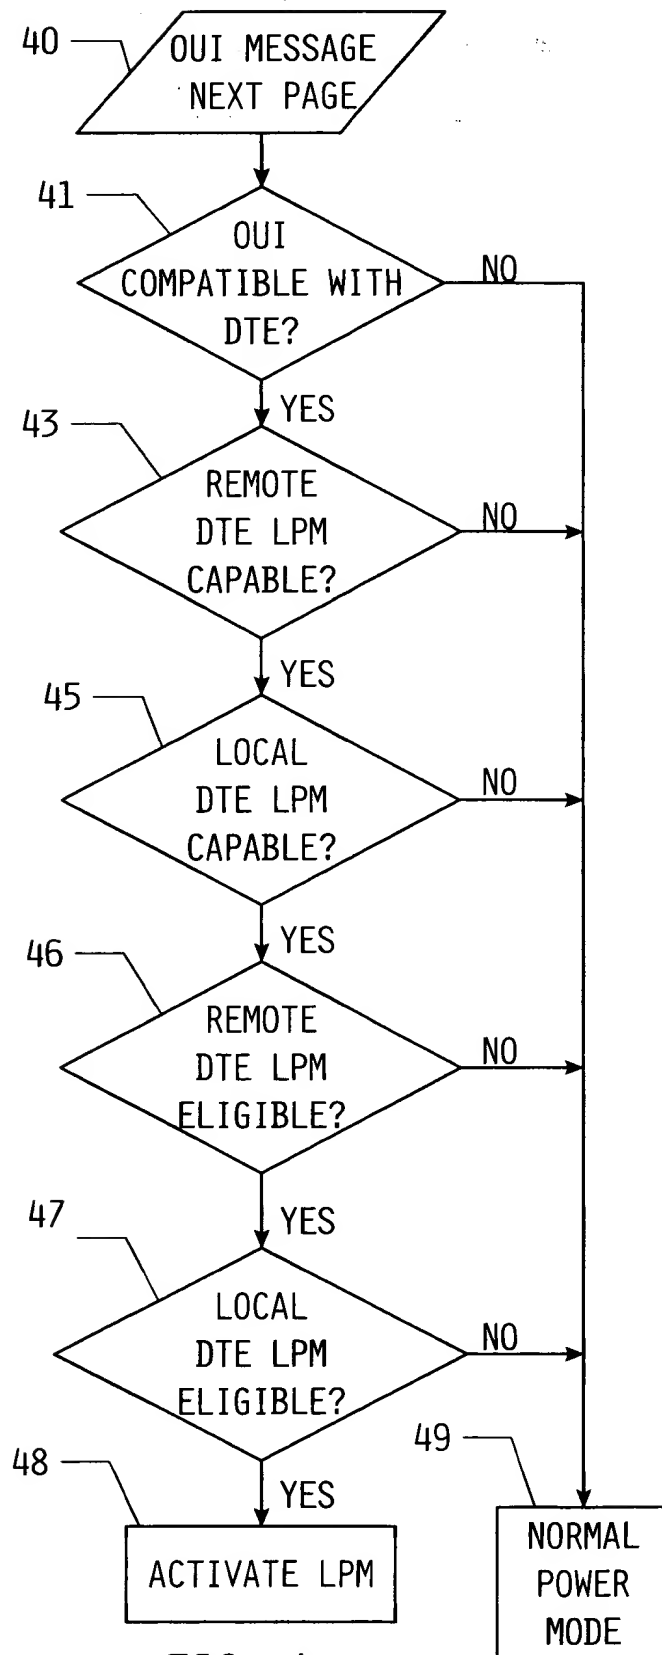 40
OUI MESSAGE
NEXT PAGE
41
OUI
COMPATIBLE WITH
DTE?
NO
YES
43
REMOTE
DTE LPM
CAPABLE?
NO
YES
45
LOCAL
DTE LPM
CAPABLE?
NO
YES
46
REMOTE
DTE LPM
ELIGIBLE?
NO
YES
47
LOCAL
DTE LPM
ELIGIBLE?
NO
YES
48
ACTIVATE LPM
49
NORMAL
POWER
MODE